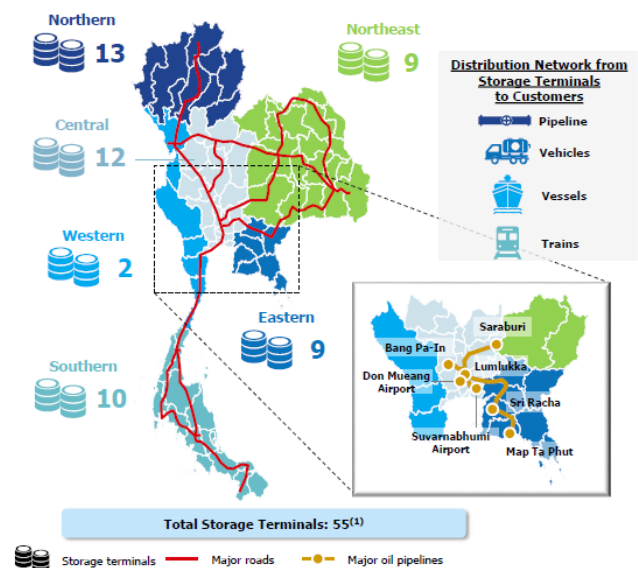 Northern
13
Northeast
9
Central
12
Western
2
Eastern
9
Southern
10
Distribution Network from
Storage Terminals
to Customers
Pipeline
Vehicles
Vessels
Trains
Saraburi
Bang Pa-In
Lumlukka
Don Mueang
Airport
Sri Racha
Suvarnabhumi
Airport
Map Ta Phut
Total Storage Terminals: 55(1)
Storage terminals
Major roads
Major oil pipelines